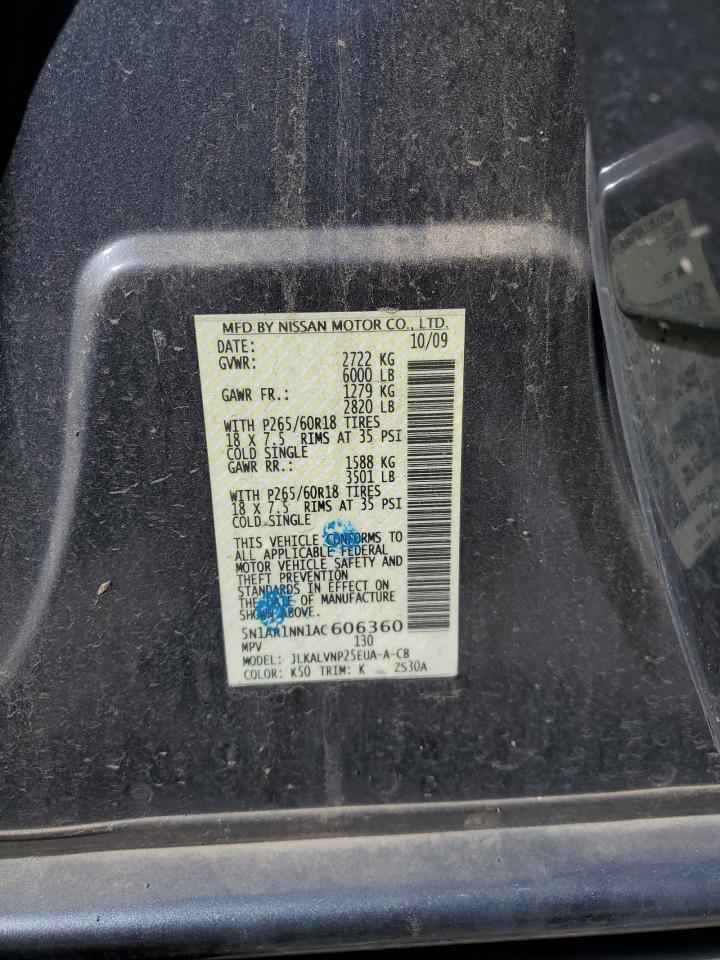 MFD BY NISSAN MOTOR CO., LTD.
DATE: 10/09
GVWR: 2722 KG
6000 LB
GAWR FR.: 1279 KG
2820 LB
WITH P265/60R18 TIRES
18 X 7.5 RIMS AT 35 PSI
COLD SINGLE
GAWR RR.: 1588 KG
3501 LB
WITH P265/60R18 TIRES
18 X 7.5 RIMS AT 35 PSI
COLD SINGLE
THIS VEHICLE CONFORMS TO
ALL APPLICABLE FEDERAL
MOTOR VEHICLE SAFETY AND
THEFT PREVENTION
STANDARDS IN EFFECT ON
THE DATE OF MANUFACTURE
SHOWN ABOVE.
5N1AR1NN1AC606360
MPV 130
MODEL: JLKALVNP25EUA-A-CB
COLOR: K50 TRIM: K ZS30A